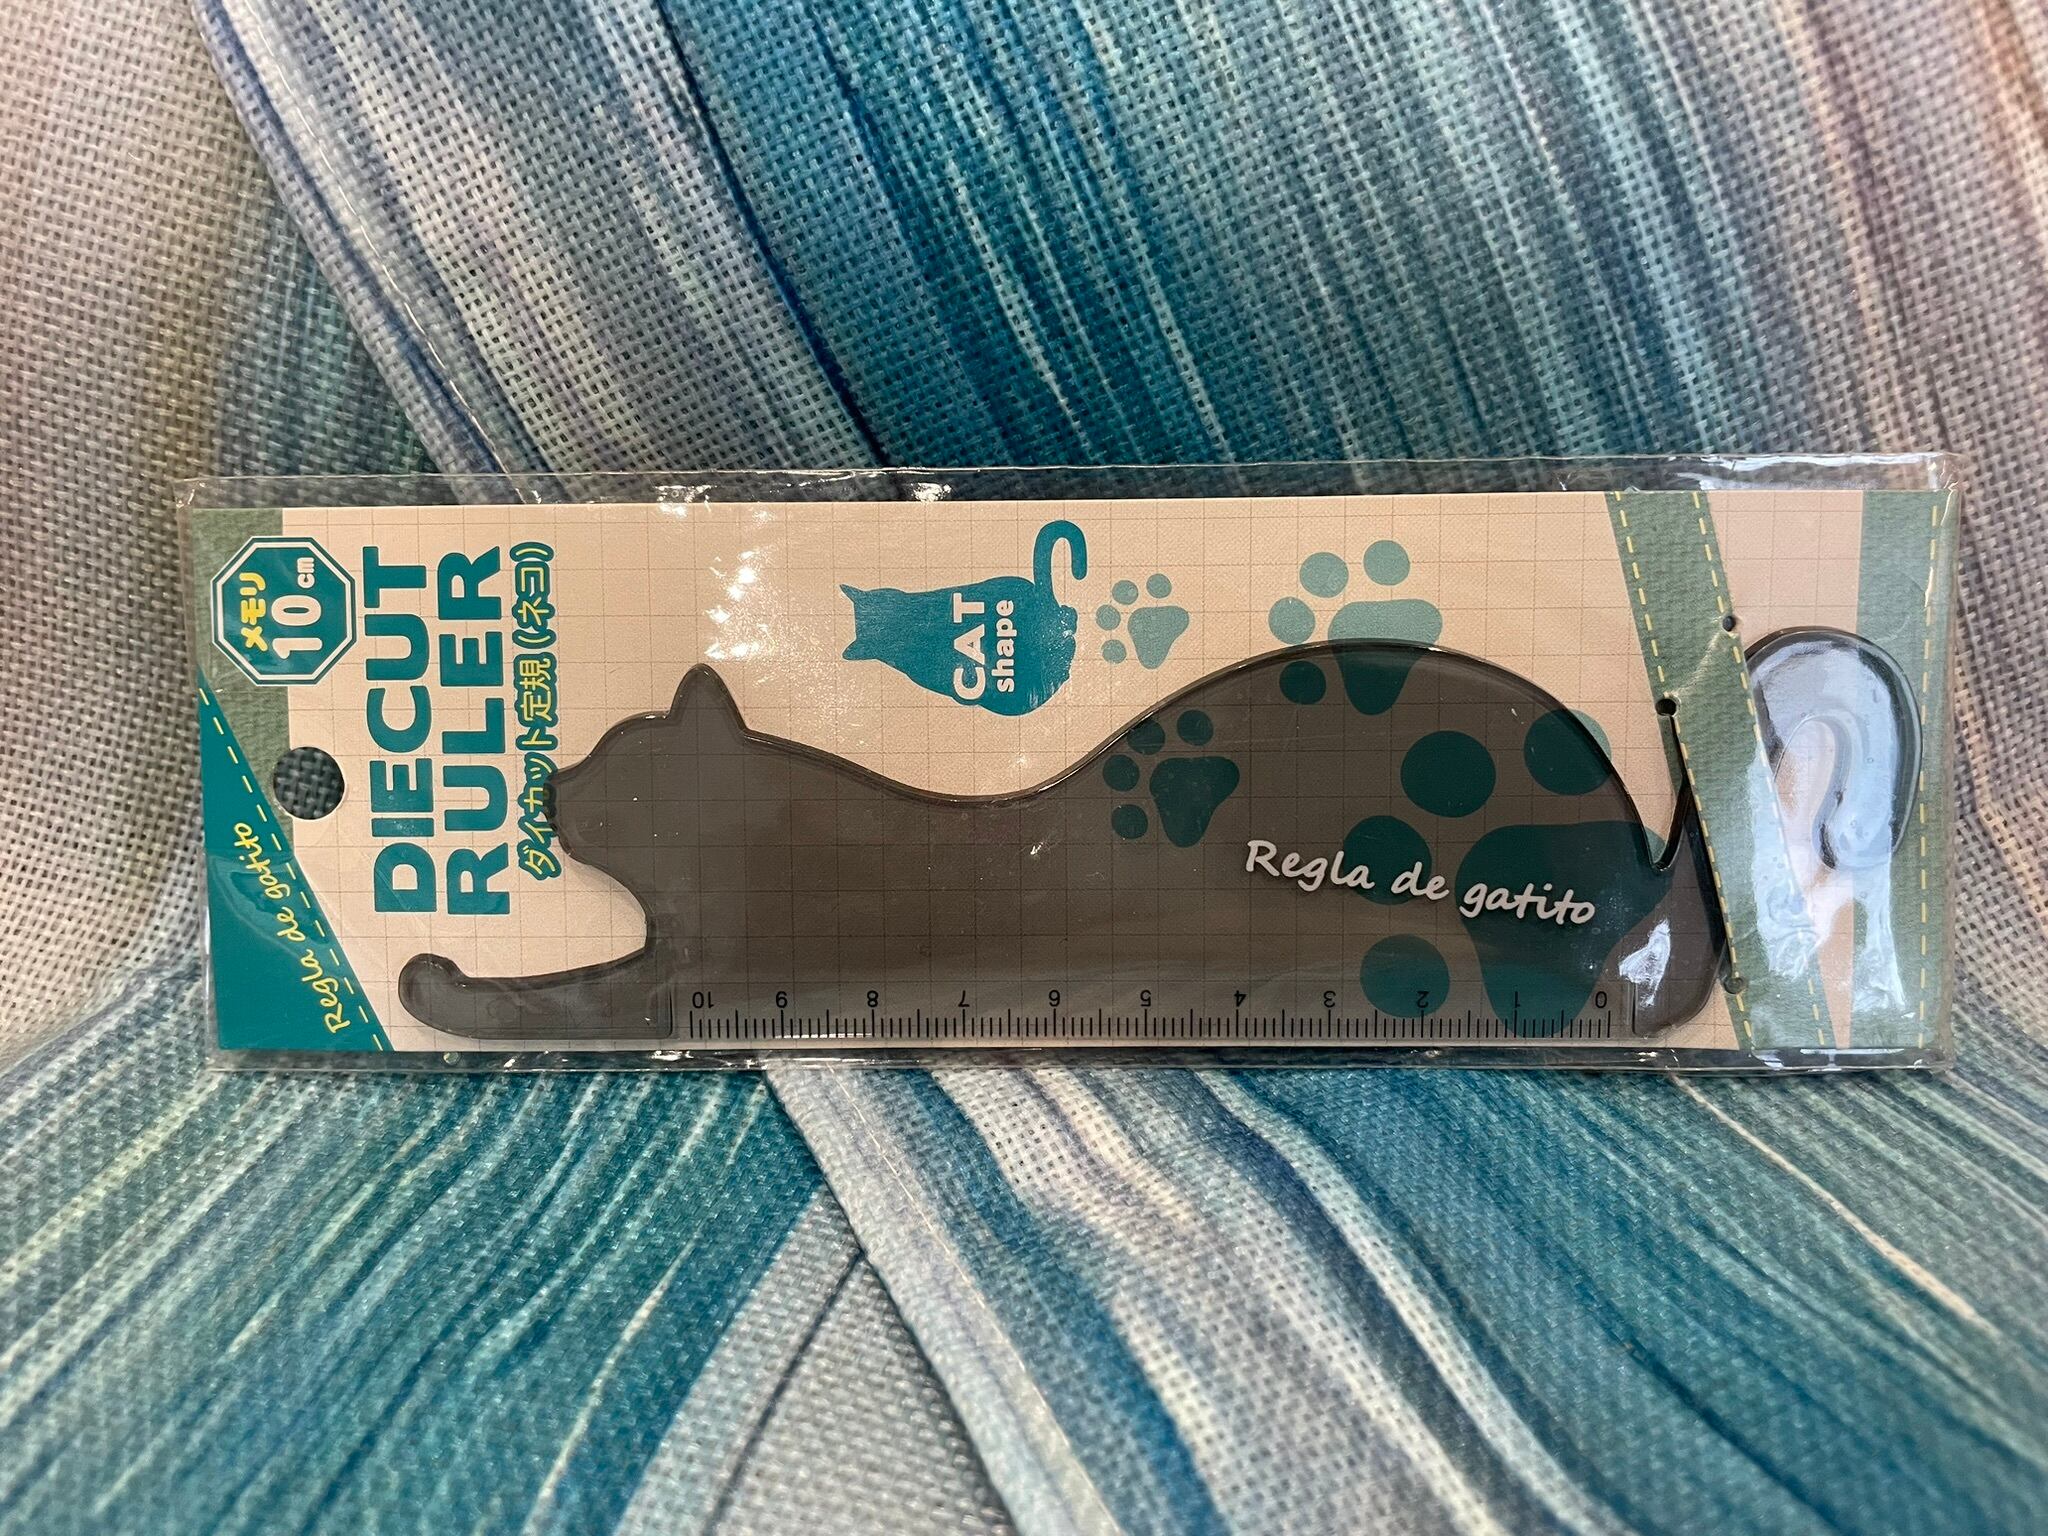 メモリ
10cm
DIECUT
RULER
ダイカット定規(ネヨ)
Regla de gatito
CAT
shape
Regla de gatito
0 1 2 3 4 5 6 7 8 9 10